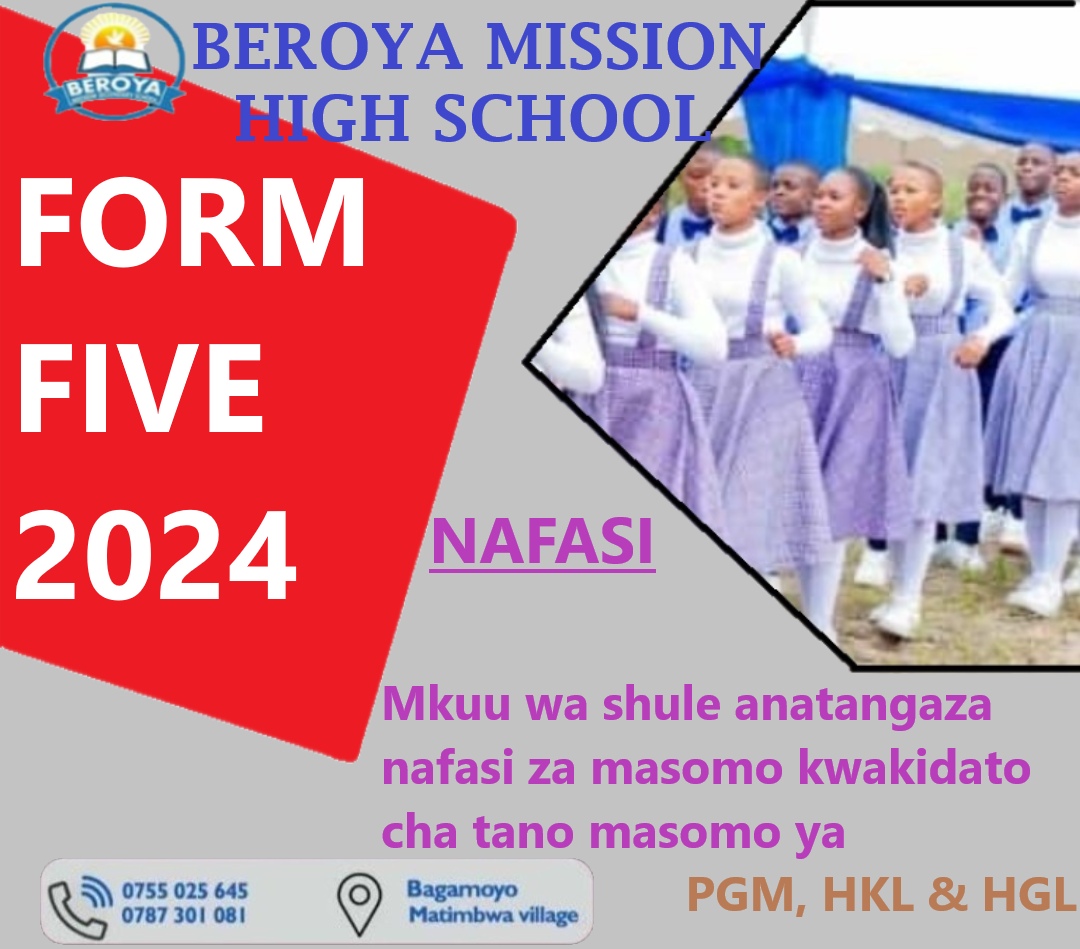 BEROYA
BEROYA MISSION
HIGH SCHOOL
FORM
FIVE
2024
NAFASI
Mkuu wa shule anatangaza
nafasi za masomo kwakidato
cha tano masomo ya
PGM, HKL & HGL
0755 025 645
0787 301 081
Bagamoyo
Matimbwa village